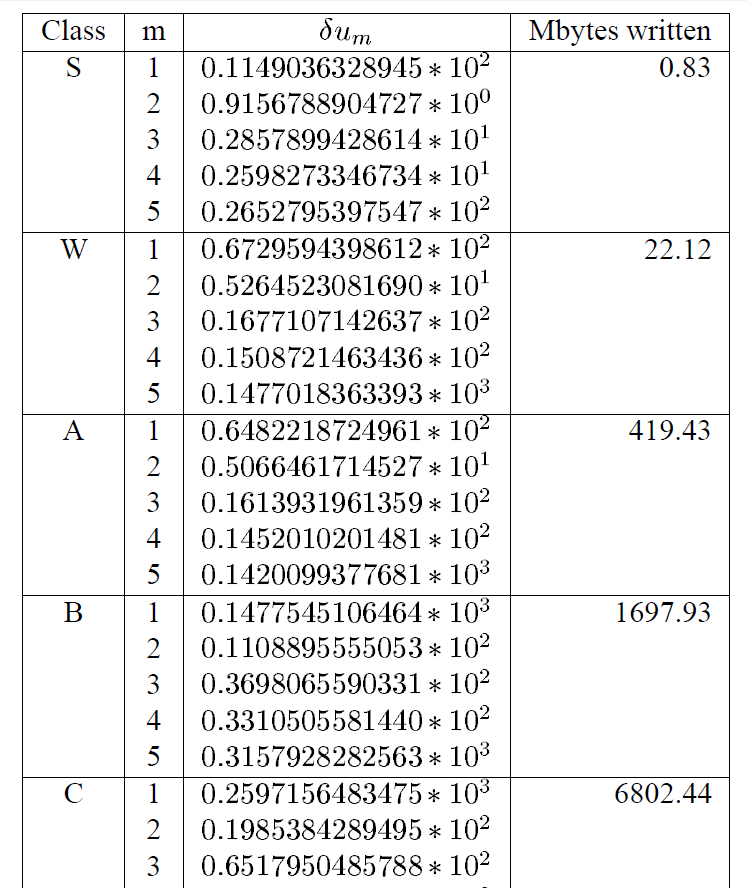 Class m δu_m Mbytes written
S 1 0.1149036328945 ∗ 10^2 0.83
2 0.9156788904727 ∗ 10^0
3 0.2857899428614 ∗ 10^1
4 0.2598273346734 ∗ 10^1
5 0.2652795397547 ∗ 10^2
W 1 0.6729594398612 ∗ 10^2 22.12
2 0.5264523081690 ∗ 10^1
3 0.1677107142637 ∗ 10^2
4 0.1508721463436 ∗ 10^2
5 0.1477018363393 ∗ 10^3
A 1 0.6482218724961 ∗ 10^2 419.43
2 0.5066461714527 ∗ 10^1
3 0.1613931961359 ∗ 10^2
4 0.1452010201481 ∗ 10^2
5 0.1420099377681 ∗ 10^3
B 1 0.1477545106464 ∗ 10^3 1697.93
2 0.1108895555053 ∗ 10^2
3 0.3698065590331 ∗ 10^2
4 0.3310505581440 ∗ 10^2
5 0.3157928282563 ∗ 10^3
C 1 0.2597156483475 ∗ 10^3 6802.44
2 0.1985384289495 ∗ 10^2
3 0.6517950485788 ∗ 10^2